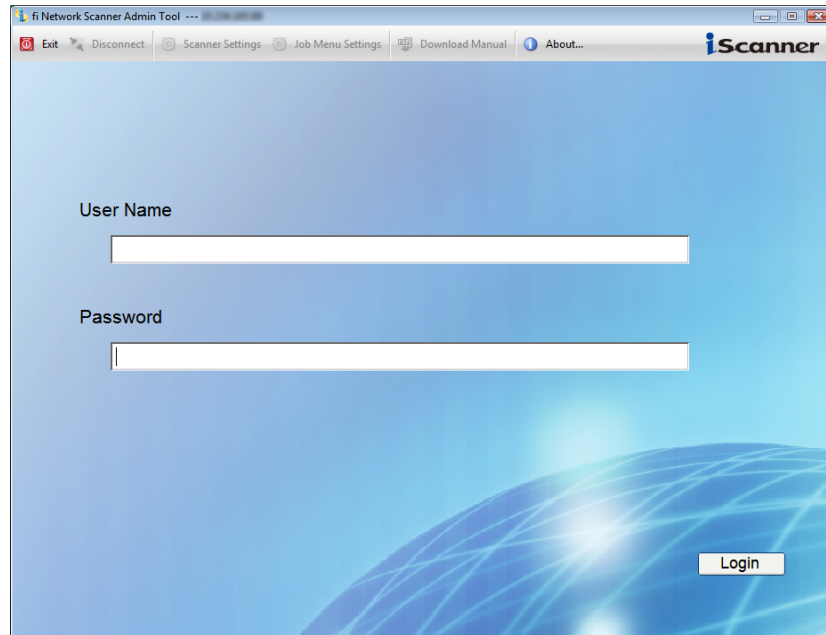 fi Network Scanner Admin Tool ---
Exit Disconnect Scanner Settings Job Menu Settings Download Manual About... iScanner
User Name
Password
Login